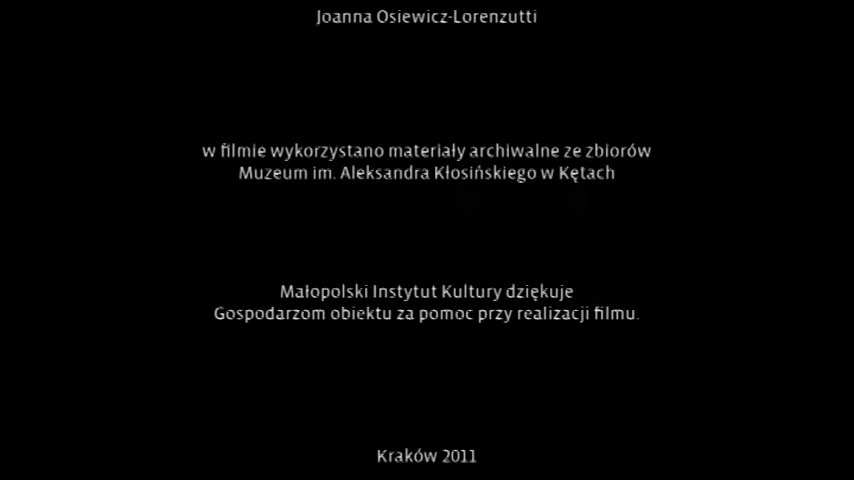 Joanna Osiewicz-Lorenzutti
w filmie wykorzystano materiały archiwalne ze zbiorów
Muzeum im. Aleksandra Kłosińskiego w Kętach
Małopolski Instytut Kultury dziękuje
Gospodarzom obiektu za pomoc przy realizacji filmu.
Kraków 2011